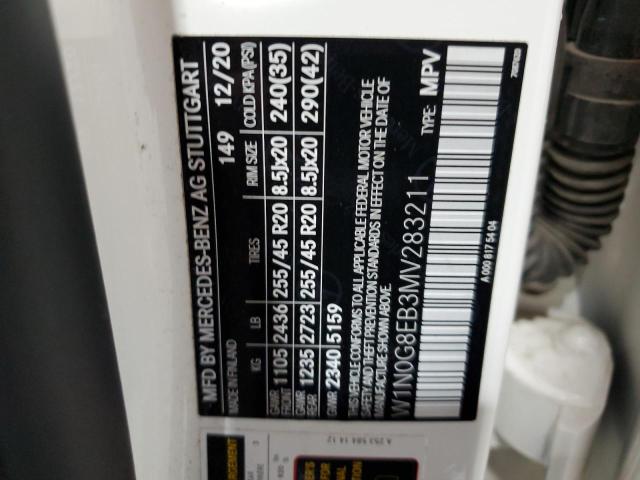 MFD BY MERCEDES-BENZ AG STUTTGART
MADE IN FINLAND 149 12/20
KG LB TIRES RIM SIZE COLD KPA(PSI)
GAWR FRONT 1105 2436 255/45 R20 8.5Jx20 240(35)
GAWR REAR 1235 2723 255/45 R20 8.5Jx20 290(42)
GVWR 2340 5159
THIS VEHICLE CONFORMS TO ALL APPLICABLE FEDERAL MOTOR VEHICLE
SAFETY AND THEFT PREVENTION STANDARDS IN EFFECT ON THE DATE OF
MANUFACTURE SHOWN ABOVE.
W1N0G8EB3MV283211 TYPE: MPV
A 009 817 54 04
A 253 584 14 12